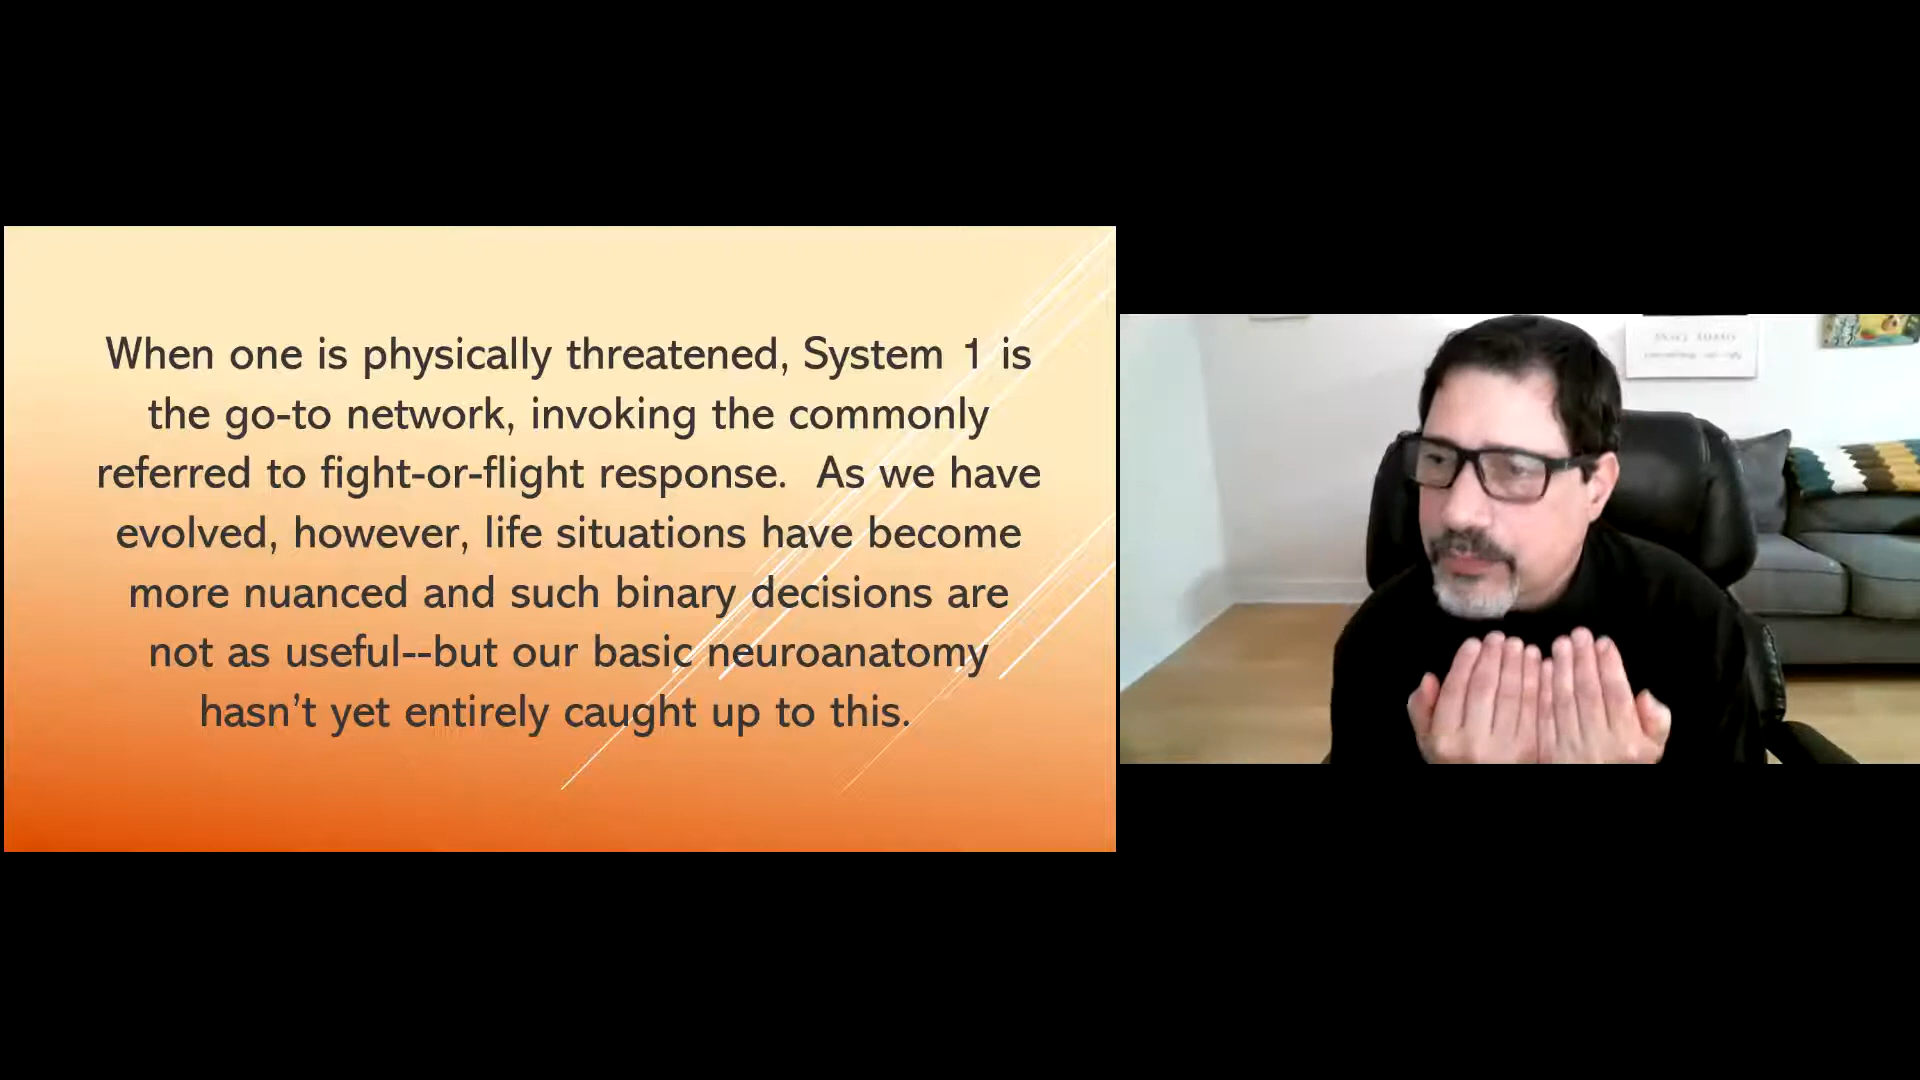 When one is physically threatened, System 1 is
the go-to network, invoking the commonly
referred to fight-or-flight response.  As we have
evolved, however, life situations have become
more nuanced and such binary decisions are
not as useful--but our basic neuroanatomy
hasn’t yet entirely caught up to this.